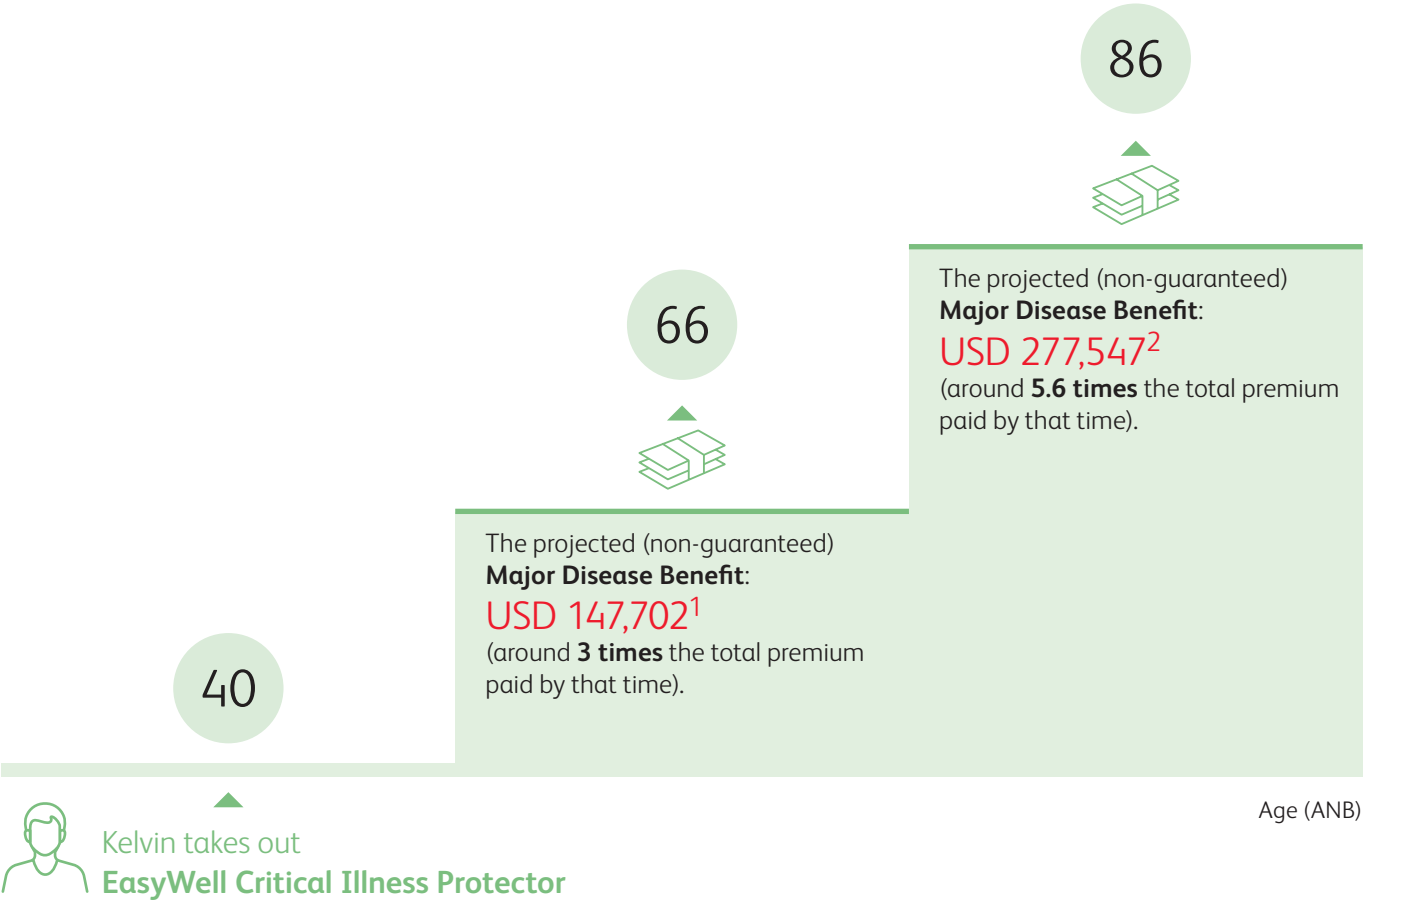 86
The projected (non-guaranteed)
Major Disease Benefit:
USD 277,547²
(around 5.6 times the total premium
paid by that time).
66
The projected (non-guaranteed)
Major Disease Benefit:
USD 147,702¹
(around 3 times the total premium
paid by that time).
40
Age (ANB)
Kelvin takes out
EasyWell Critical Illness Protector